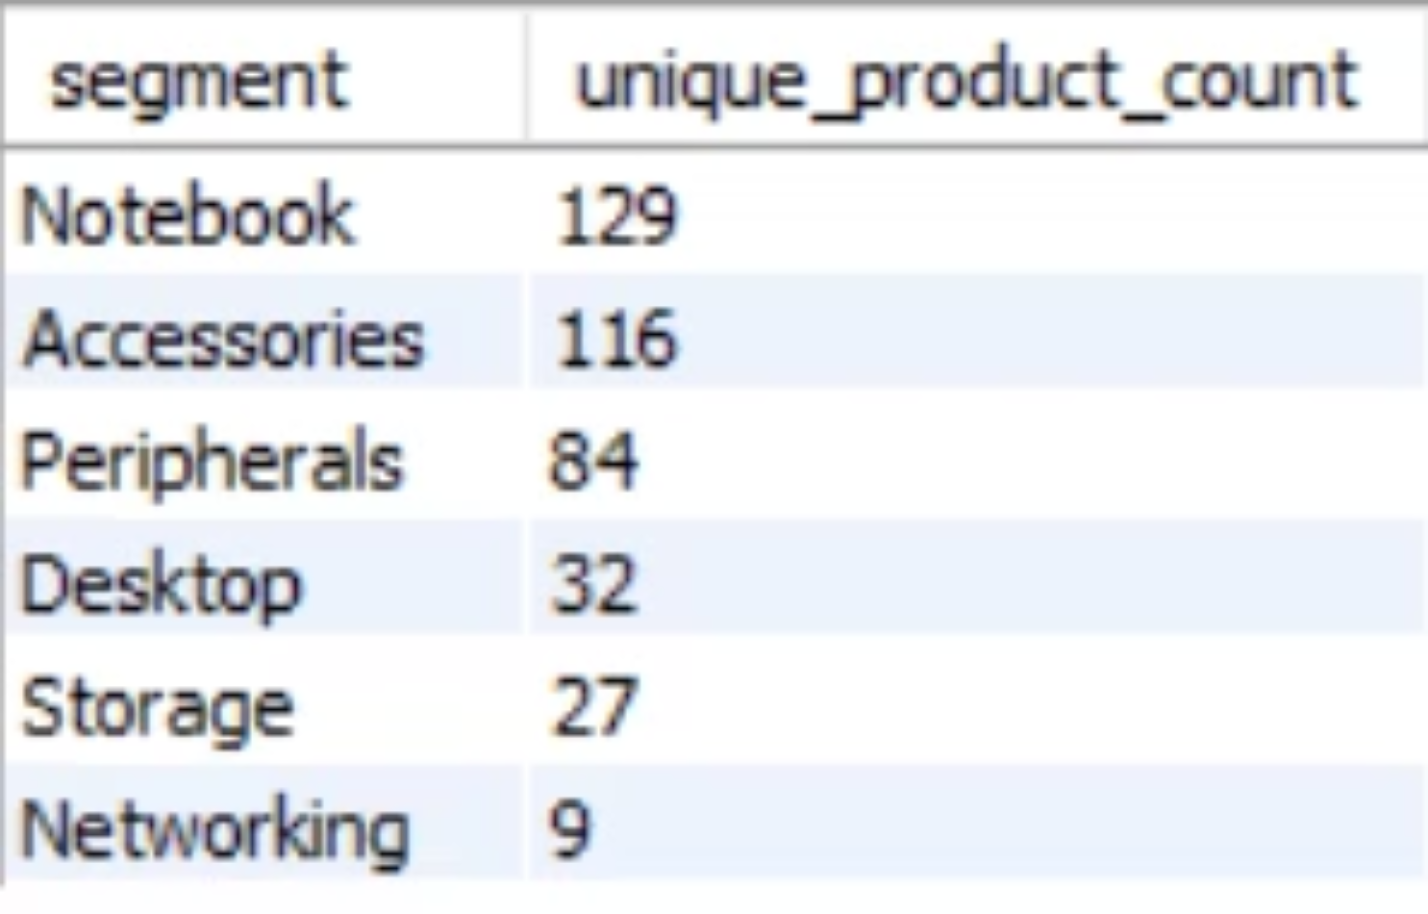 segment unique_product_count
Notebook 129
Accessories 116
Peripherals 84
Desktop 32
Storage 27
Networking 9